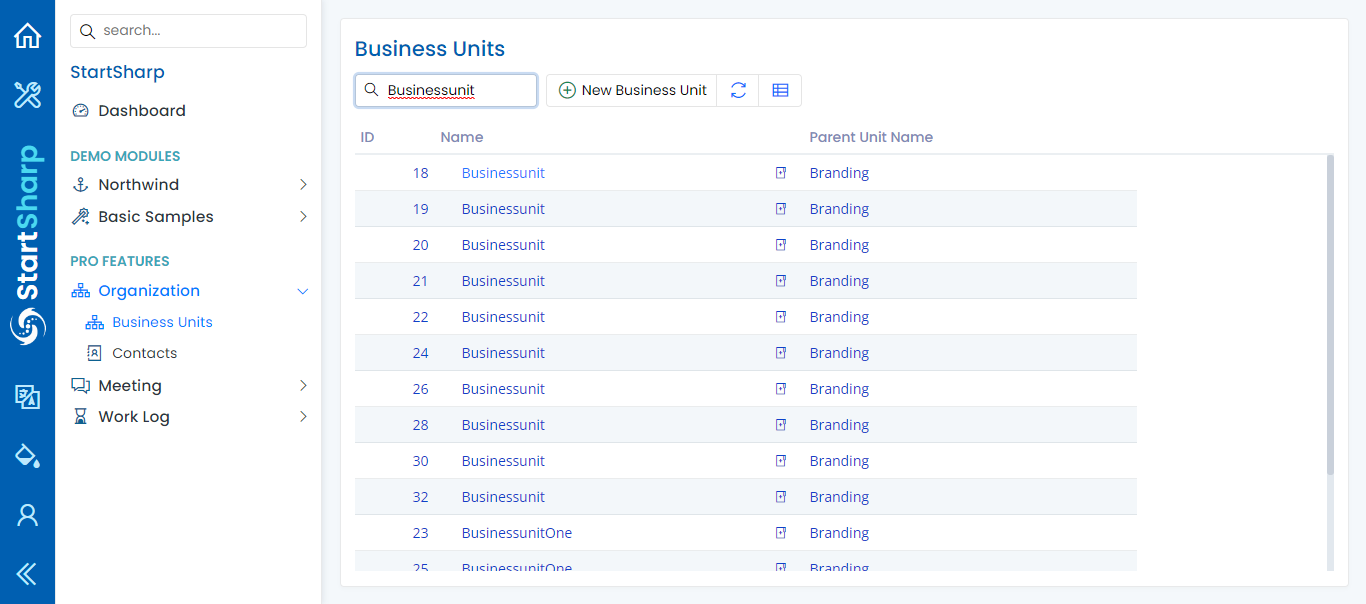 StartSharp
search...
StartSharp
Dashboard
DEMO MODULES
Northwind
Basic Samples
PRO FEATURES
Organization
Business Units
Contacts
Meeting
Work Log
Business Units
Businessunit
New Business Unit
ID Name Parent Unit Name
18 Businessunit Branding
19 Businessunit Branding
20 Businessunit Branding
21 Businessunit Branding
22 Businessunit Branding
24 Businessunit Branding
26 Businessunit Branding
28 Businessunit Branding
30 Businessunit Branding
32 Businessunit Branding
23 BusinessunitOne Branding
25 BusinessunitOne Branding